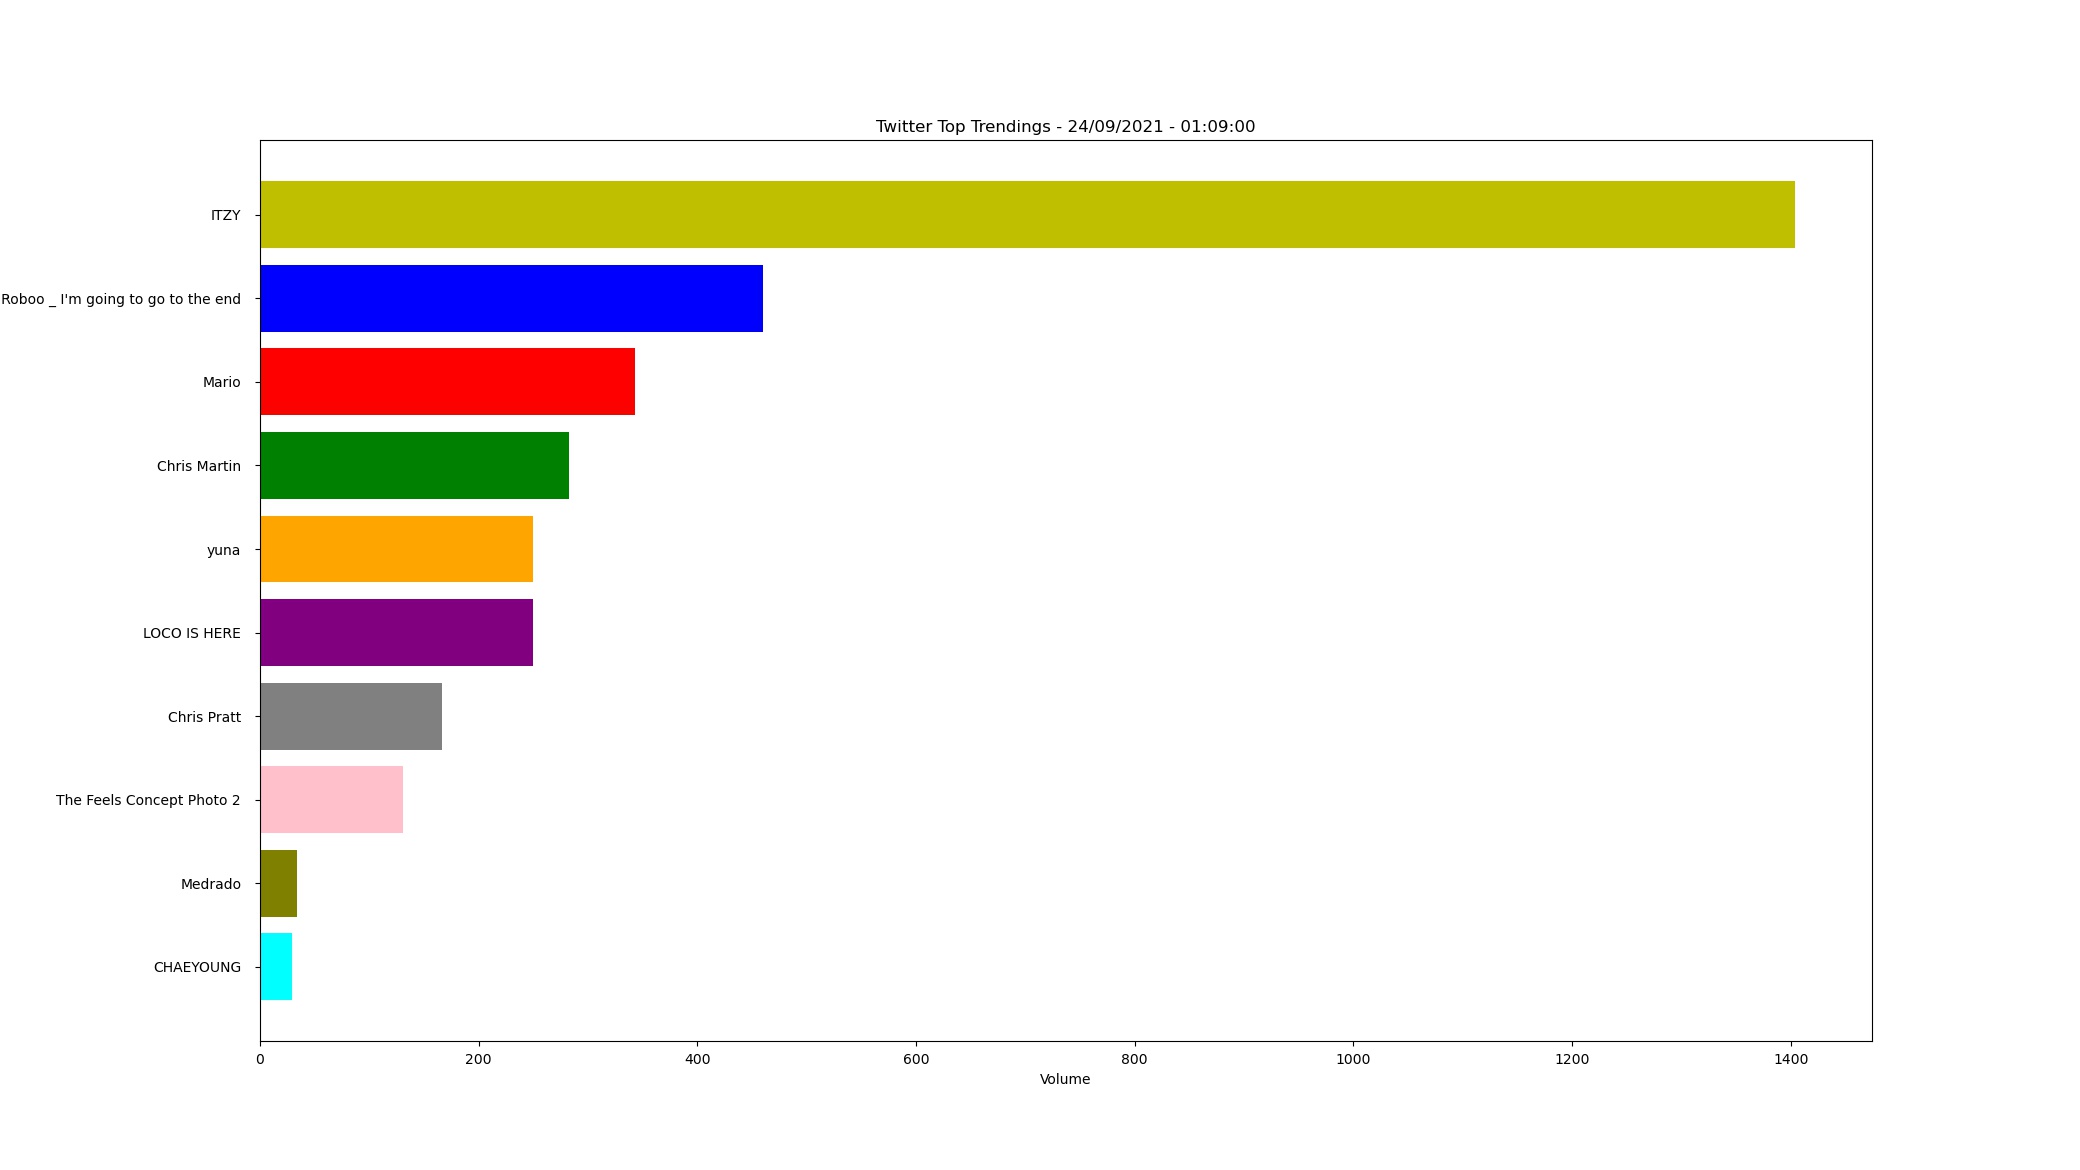 Twitter Top Trendings - 24/09/2021 - 01:09:00
ITZY
Roboo _ I'm going to go to the end
Mario
Chris Martin
yuna
LOCO IS HERE
Chris Pratt
The Feels Concept Photo 2
Medrado
CHAEYOUNG
0 200 400 600 800 1000 1200 1400
Volume